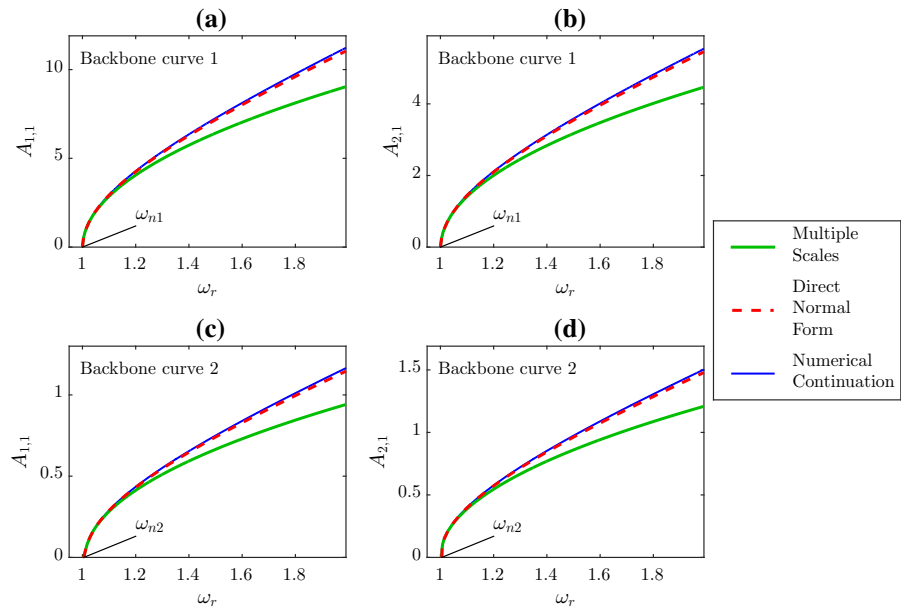 (a)
Backbone curve 1
A1,1
10
5
0
ωn1
1 1.2 1.4 1.6 1.8
ωr
(b)
Backbone curve 1
A2,1
4
2
0
ωn1
1 1.2 1.4 1.6 1.8
ωr
Multiple
Scales
Direct
Normal
Form
Numerical
Continuation
(c)
Backbone curve 2
A1,1
1
0.5
0
ωn2
1 1.2 1.4 1.6 1.8
ωr
(d)
Backbone curve 2
A2,1
1.5
1
0.5
0
ωn2
1 1.2 1.4 1.6 1.8
ωr